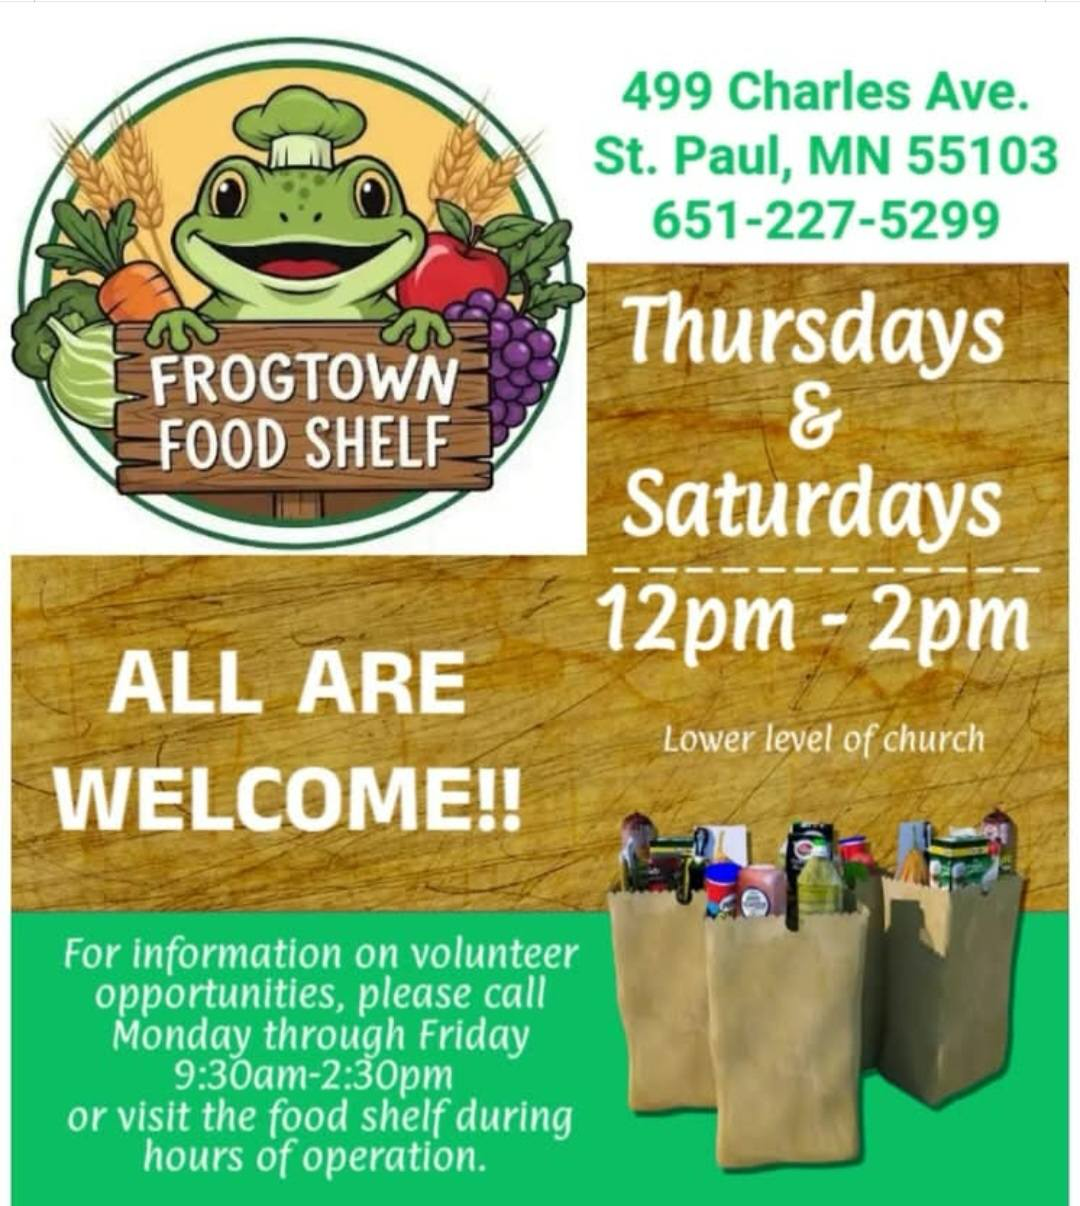 499 Charles Ave.
St. Paul, MN 55103
651-227-5299
FROGTOWN
FOOD SHELF
Thursdays
&
Saturdays
12pm - 2pm
Lower level of church
ALL ARE
WELCOME!!
For information on volunteer
opportunities, please call
Monday through Friday
9:30am-2:30pm
or visit the food shelf during
hours of operation.